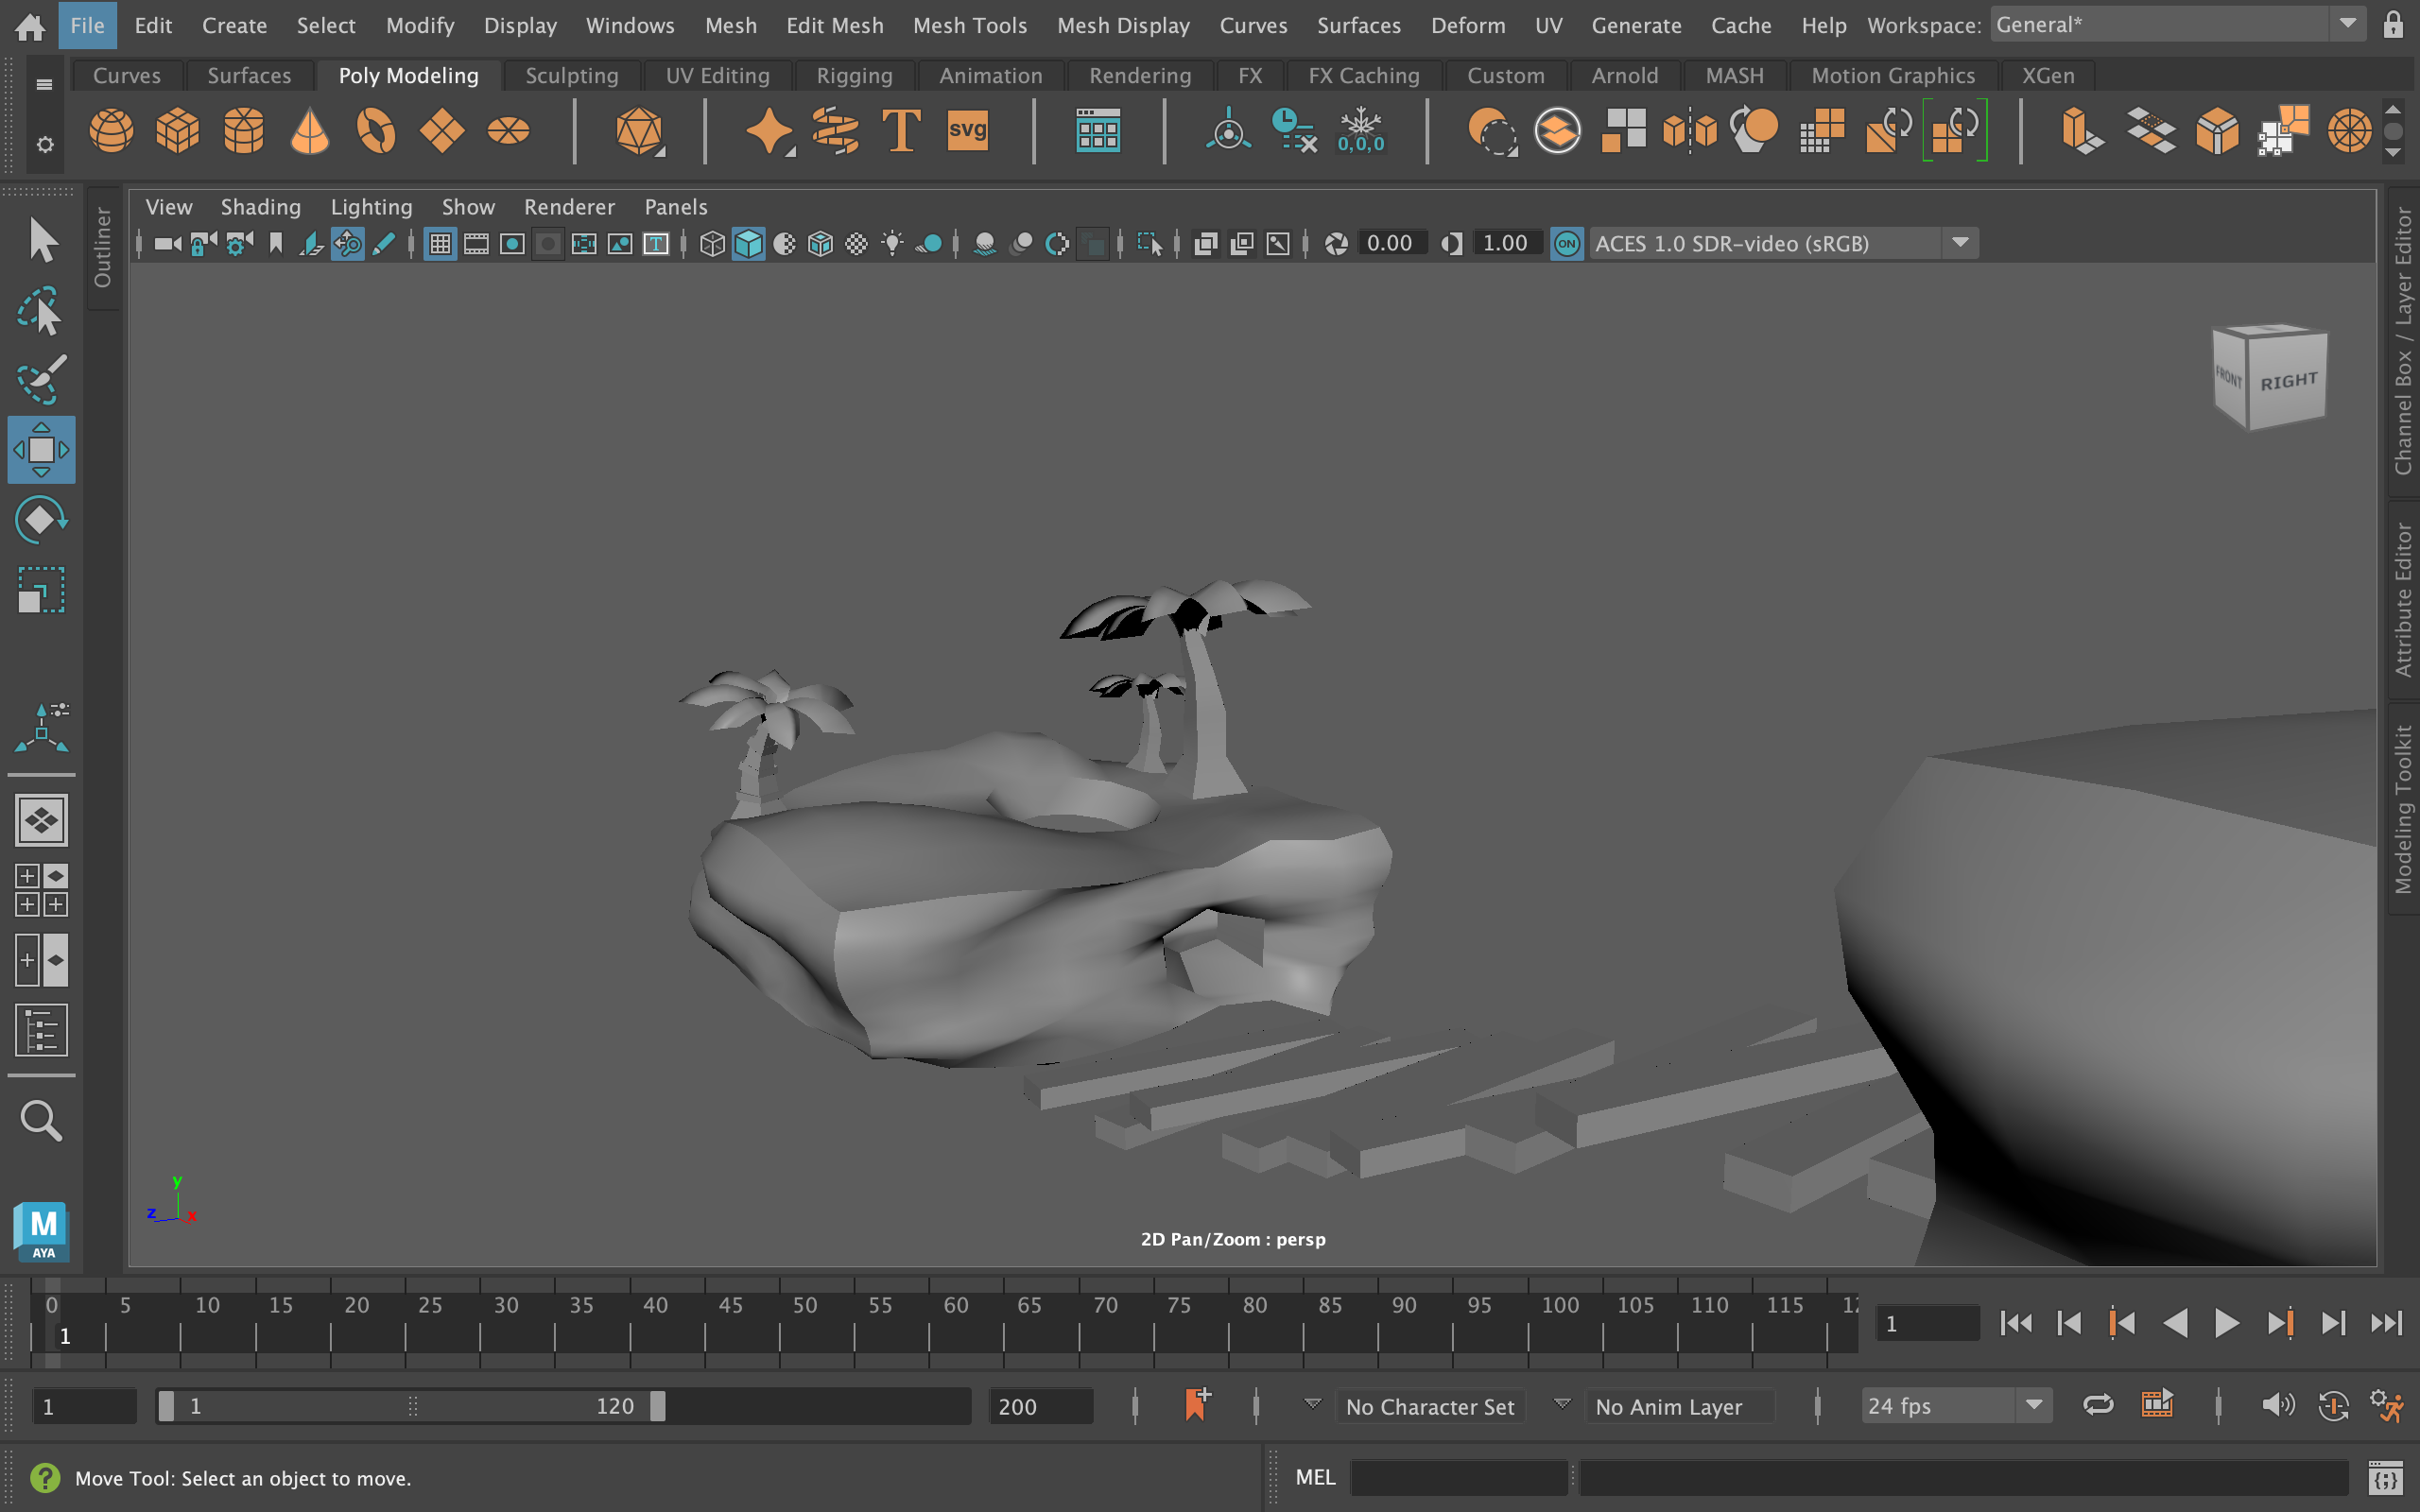 File Edit Create Select Modify Display Windows Mesh Edit Mesh Mesh Tools Mesh Display Curves Surfaces Deform UV Generate Cache Help Workspace: General*
Curves Surfaces Poly Modeling Sculpting UV Editing Rigging Animation Rendering FX FX Caching Custom Arnold MASH Motion Graphics XGen
T svg 0,0,0
Outliner
View Shading Lighting Show Renderer Panels
T 0.00 1.00 ON ACES 1.0 SDR-video (sRGB)
FRONT RIGHT
Channel Box / Layer Editor
Attribute Editor
Modeling Toolkit
y
z x
2D Pan/Zoom : persp
M
AYA
0 5 10 15 20 25 30 35 40 45 50 55 60 65 70 75 80 85 90 95 100 105 110 115
1 1
1 1 120 200 No Character Set No Anim Layer 24 fps
? Move Tool: Select an object to move. MEL {;}